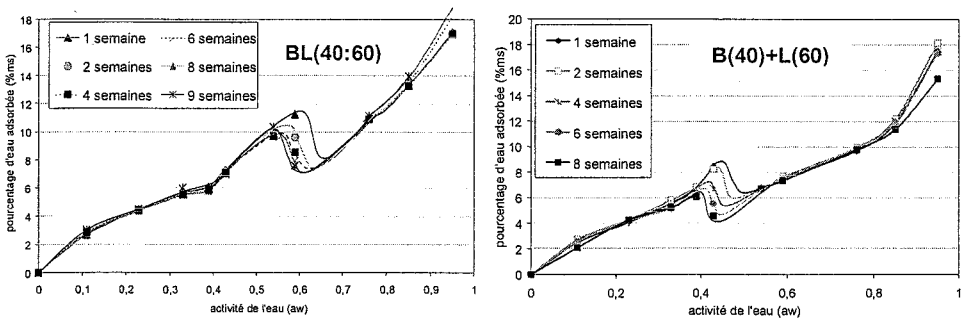 pourcentage d'eau adsorbée (%ms)
18
16
14
12
10
8
6
4
2
0
1 semaine
6 semaines
2 semaines
8 semaines
4 semaines
9 semaines
BL(40:60)
0
0,1
0,2
0,3
0,4
0,5
0,6
0,7
0,8
0,9
1
activité de l'eau (aw)
pourcentage d'eau adsorbée (%ms)
20
18
16
14
12
10
8
6
4
2
0
1 semaine
2 semaines
4 semaines
6 semaines
8 semaines
B(40)+L(60)
0
0,2
0,4
0,6
0,8
1
activité de l'eau (aw)